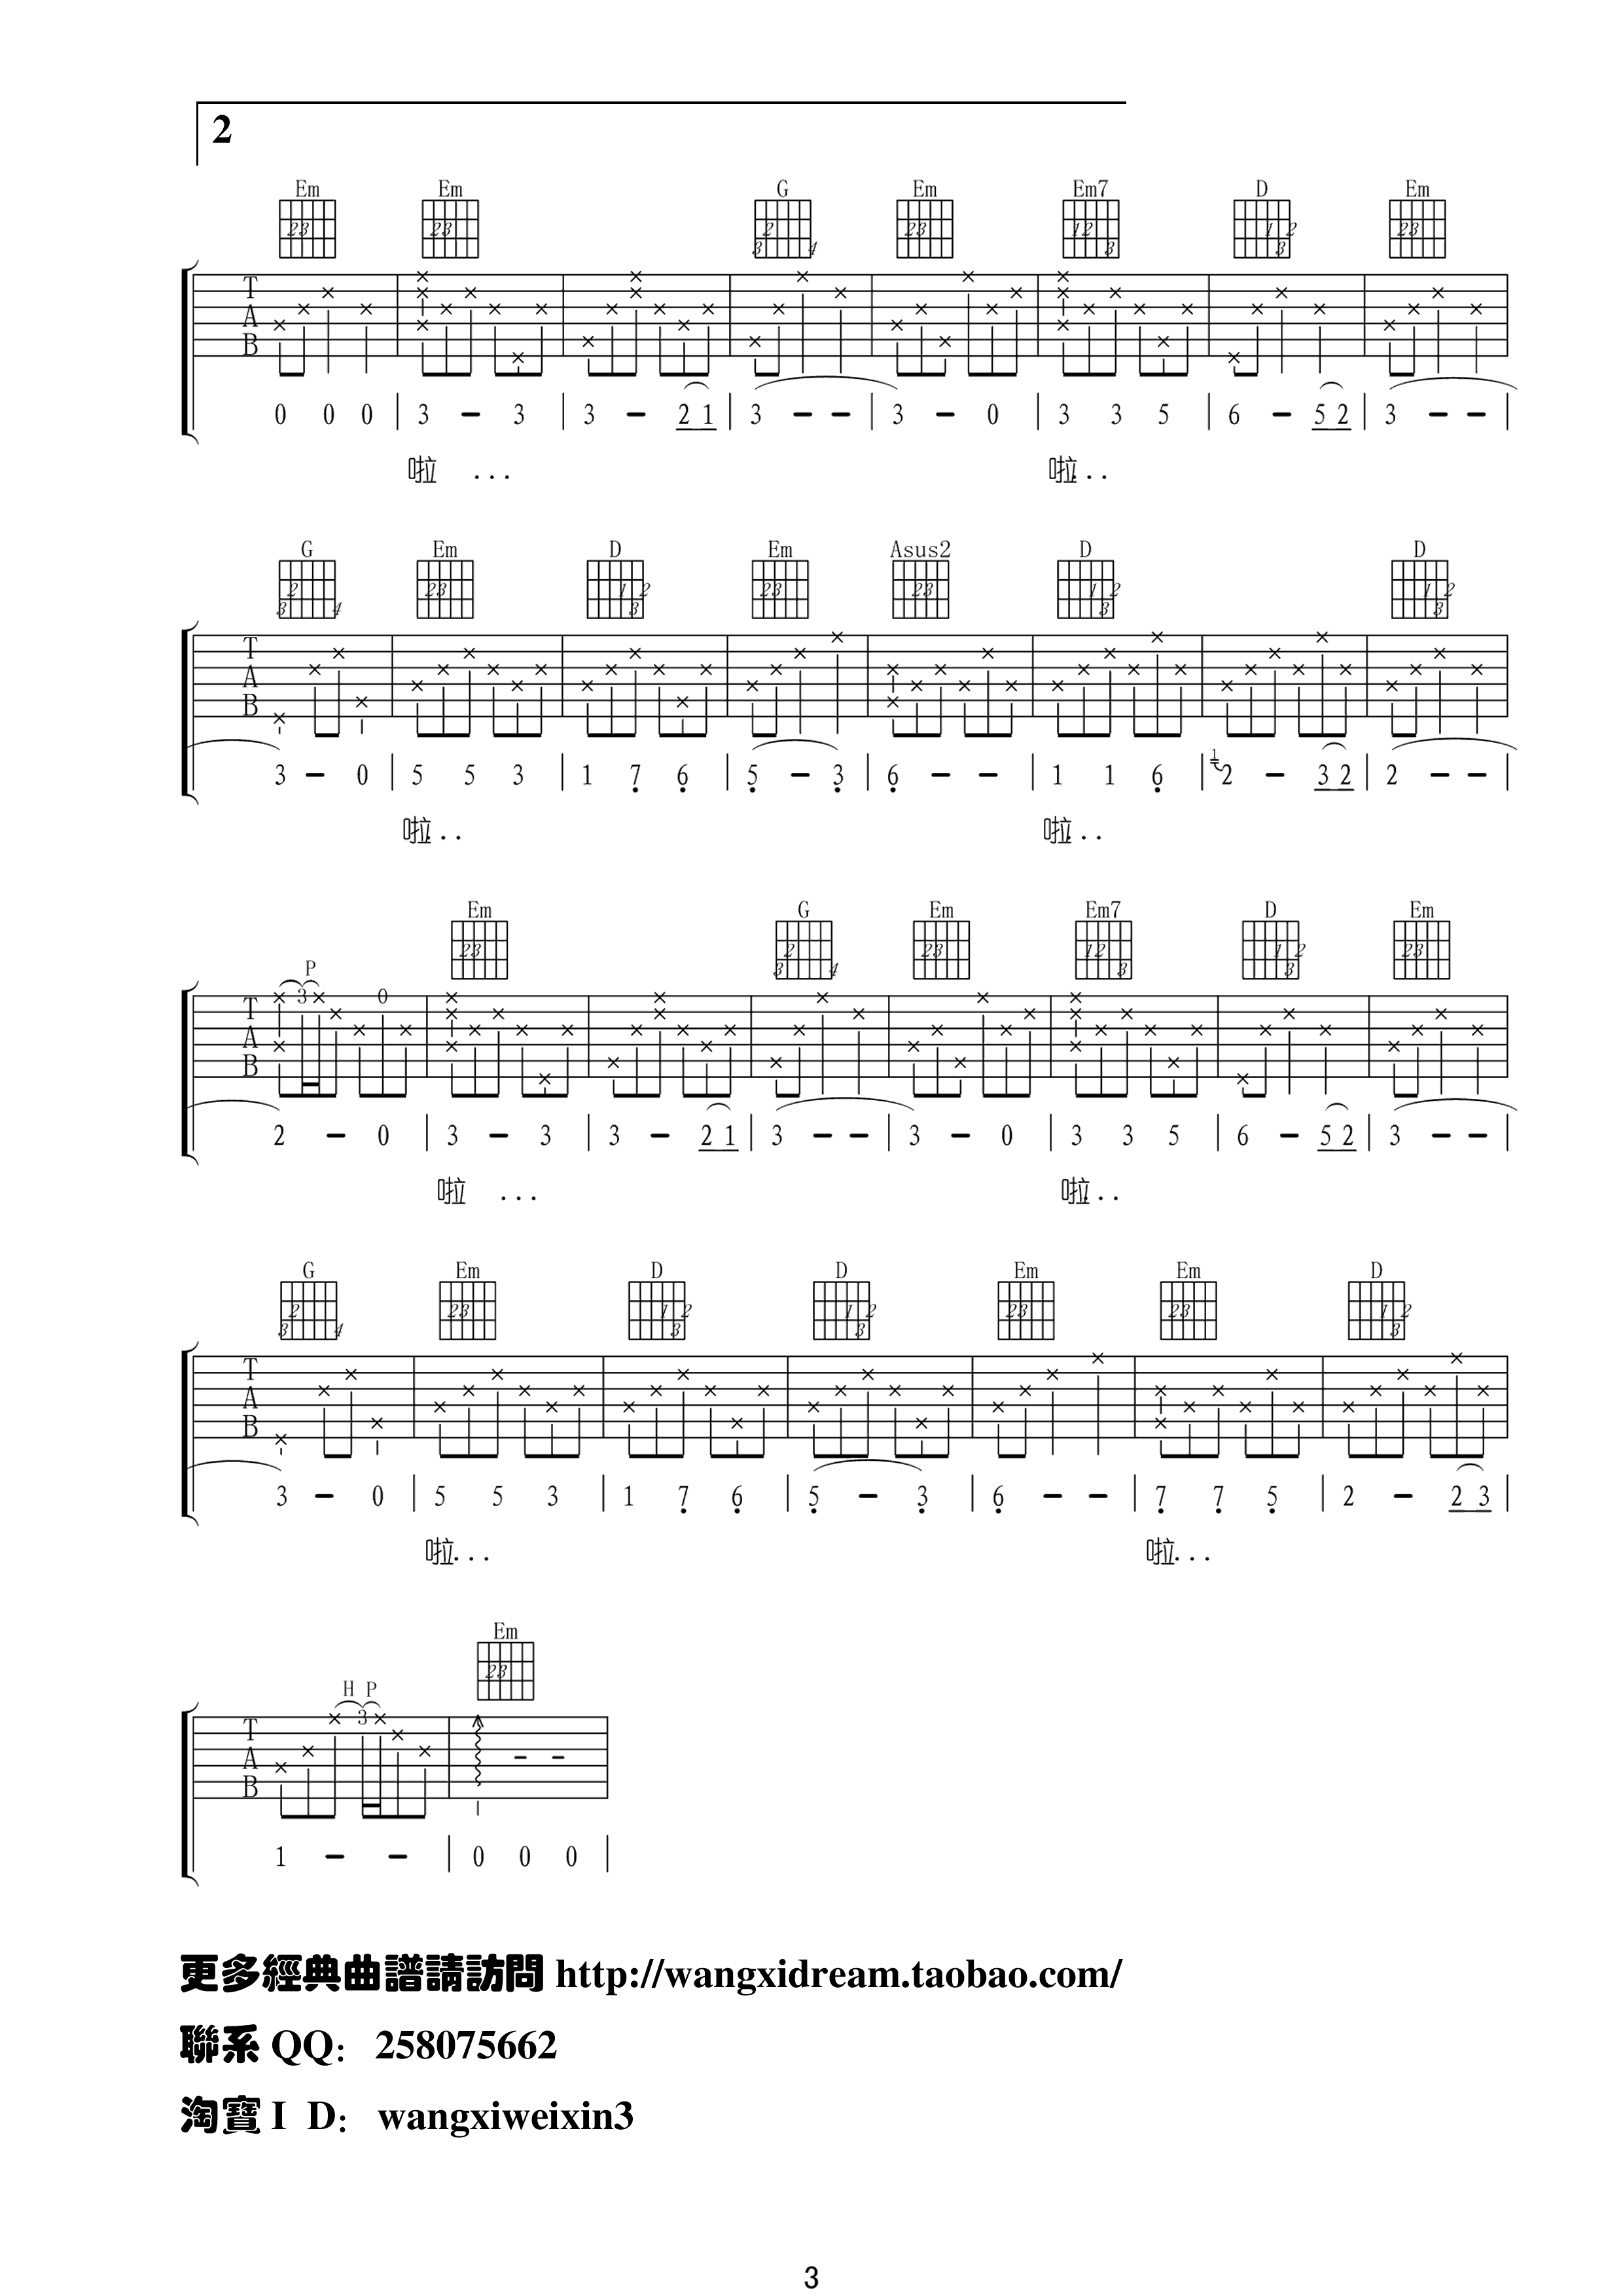 2
Em Em G Em Em7 D Em
T
A
B
0 0 0 | 3 - 3 | 3 - 2 1 | 3 - - | 3 - 0 | 3 3 5 | 6 - 5 2 | 3 - - |
啦 ... 啦...
G Em D Em Asus2 D D
T
A
B
3 - 0 | 5 5 3 | 1 7 6 | 5 - 3 | 6 - - | 1 1 6 | 1 2 - 3 2 | 2 - - |
啦... 啦...
Em G Em Em7 D Em
P
3 0
T
A
B
2 - 0 | 3 - 3 | 3 - 2 1 | 3 - - | 3 - 0 | 3 3 5 | 6 - 5 2 | 3 - - |
啦 ... 啦...
G Em D D Em Em D
T
A
B
3 - 0 | 5 5 3 | 1 7 6 | 5 - 3 | 6 - - | 7 7 5 | 2 - 2 3 |
啦... 啦...
Em
H P
3
T
A
B
1 - - | 0 0 0 |
更多經典曲譜請訪問 http://wangxidream.taobao.com/
聯系 QQ： 258075662
淘寶 I D： wangxiweixin3
3